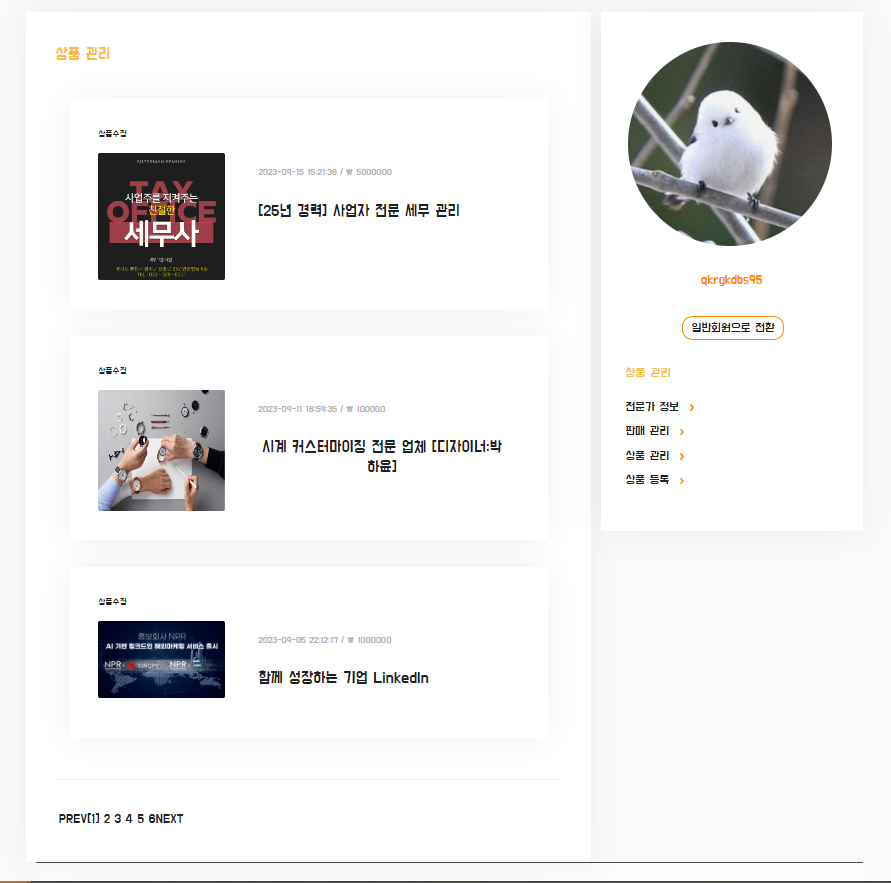 상품 관리
상품수정
TAX
OFFICE
사업주를 지켜주는
친절한
세무사
2023-09-15 15:21:36 / ₩ 5000000
[25년 경력] 사업자 전문 세무 관리
상품수정
2023-09-11 16:59:35 / ₩ 100000
시계 커스터마이징 전문 업체 [디자이너:박
하윤]
상품수정
홍보회사 NPR
AI 기반 링크드인 해외마케팅 서비스 출시
NPR
NPR
2023-09-05 22:12:17 / ₩ 1000000
함께 성장하는 기업 LinkedIn
PREV[1] 2 3 4 5 6NEXT
qkrgkdbs95
일반회원으로 전환
상품 관리
전문가 정보 >
판매 관리 >
상품 관리 >
상품 등록 >